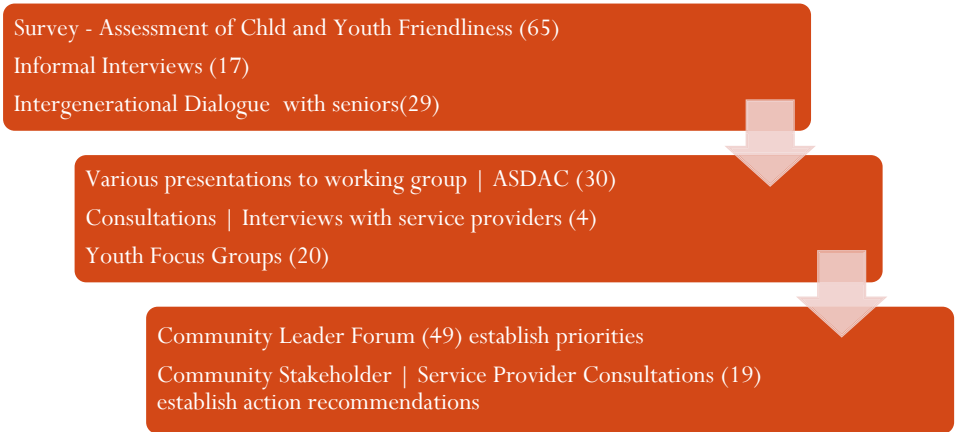 Survey - Assessment of Chld and Youth Friendliness (65)
Informal Interviews (17)
Intergenerational Dialogue  with seniors(29)
Various presentations to working group | ASDAC (30)
Consultations | Interviews with service providers (4)
Youth Focus Groups (20)
Community Leader Forum (49) establish priorities
Community Stakeholder | Service Provider Consultations (19)
establish action recommendations